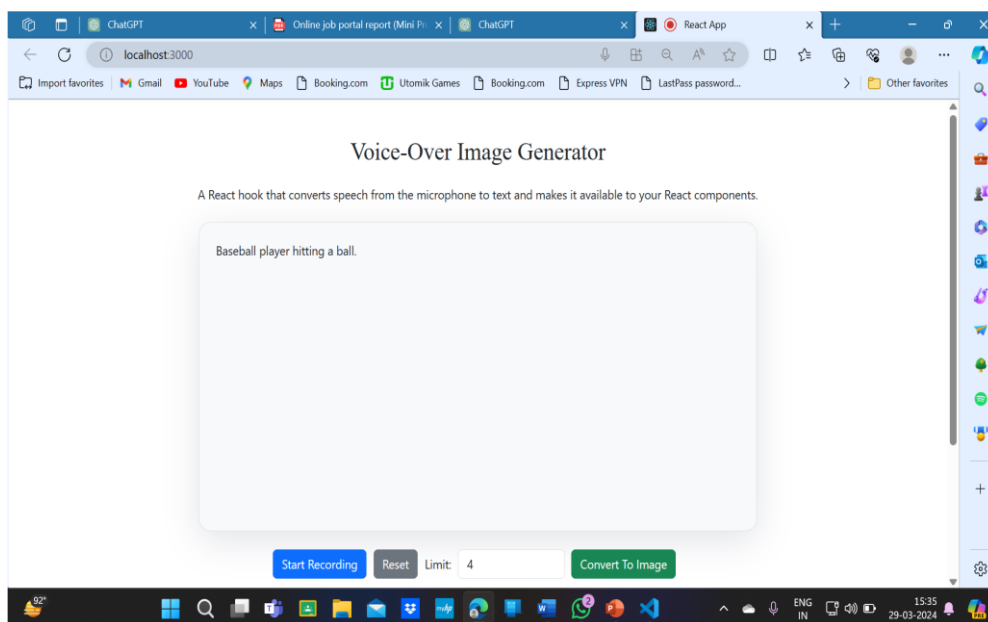 ChatGPT
Online job portal report (Mini Pr
ChatGPT
React App
localhost:3000
Import favorites
Gmail
YouTube
Maps
Booking.com
Utomik Games
Booking.com
Express VPN
LastPass password...
Other favorites
Voice-Over Image Generator
A React hook that converts speech from the microphone to text and makes it available to your React components.
Baseball player hitting a ball.
Start Recording
Reset
Limit:
4
Convert To Image
92°
2
ENG
IN
15:35
29-03-2024